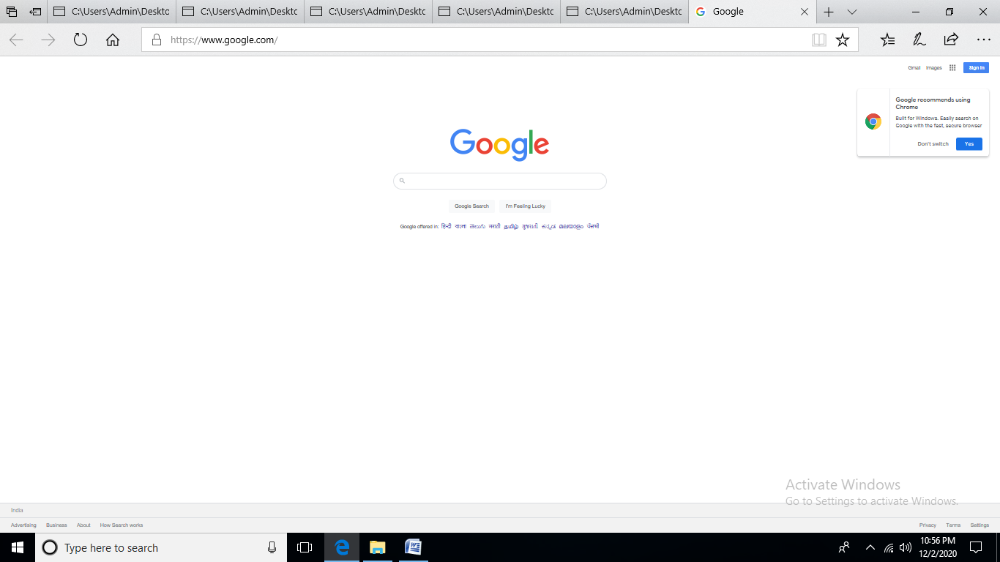 C:\Users\Admin\Desktc
C:\Users\Admin\Desktc
C:\Users\Admin\Desktc
C:\Users\Admin\Desktc
C:\Users\Admin\Desktc
Google
https://www.google.com/
Gmail Images Sign in
Google recommends using
Chrome
Built for Windows. Easily search on
Google with the fast, secure browser
Don't switch Yes
Google
Google Search I'm Feeling Lucky
Google offered in: हिन्दी বাংলা తెలుగు मराठी தமிழ் ગુજરાતી ಕನ್ನಡ മലയാളം ਪੰਜਾਬੀ
Activate Windows
Go to Settings to activate Windows.
India
Advertising Business About How Search works Privacy Terms Settings
Type here to search
10:56 PM
12/2/2020